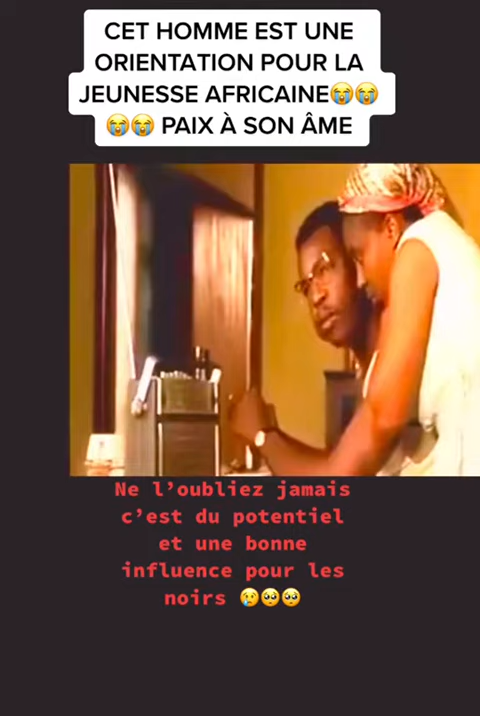 CET HOMME EST UNE
ORIENTATION POUR LA
JEUNESSE AFRICAINE😭😭
😭😭 PAIX À SON ÂME
Ne l’oubliez jamais
c’est du potentiel
et une bonne
influence pour les
noirs 😢🥺🥺